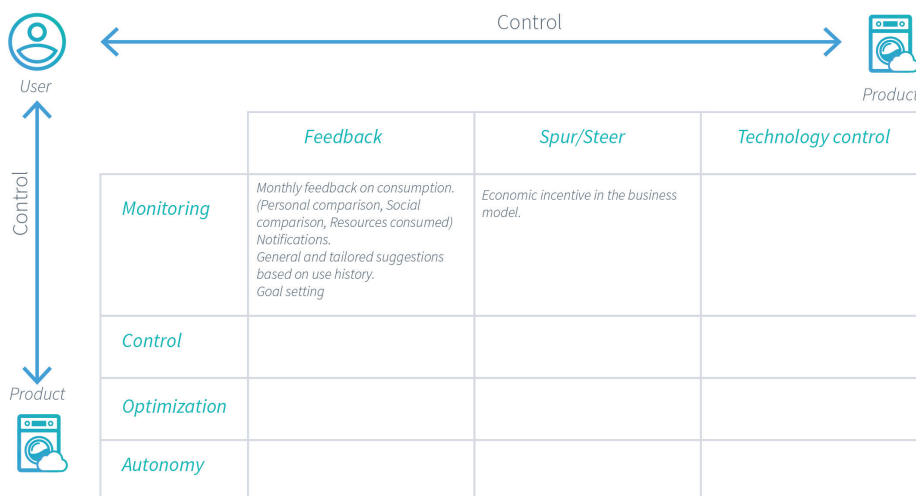 Control
User
Product
Feedback
Spur/Steer
Technology control
Control
Monitoring
Monthly feedback on consumption.
(Personal comparison, Social
comparison, Resources consumed)
Notifications.
General and tailored suggestions
based on use history.
Goal setting
Economic incentive in the business
model.
Control
Product
Optimization
Autonomy